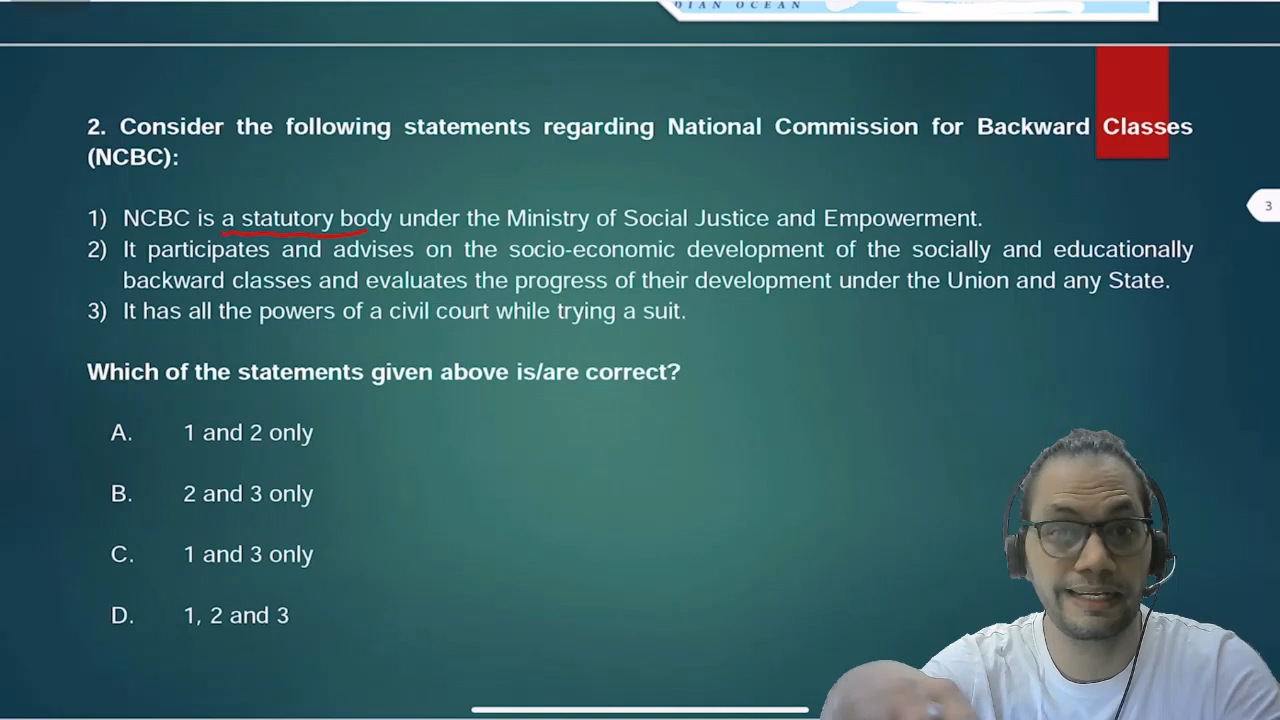 DIAN OCEAN
2. Consider the following statements regarding National Commission for Backward Classes
(NCBC):
3
1) NCBC is a statutory body under the Ministry of Social Justice and Empowerment.
2) It participates and advises on the socio-economic development of the socially and educationally
backward classes and evaluates the progress of their development under the Union and any State.
3) It has all the powers of a civil court while trying a suit.
Which of the statements given above is/are correct?
A. 1 and 2 only
B. 2 and 3 only
C. 1 and 3 only
D. 1, 2 and 3